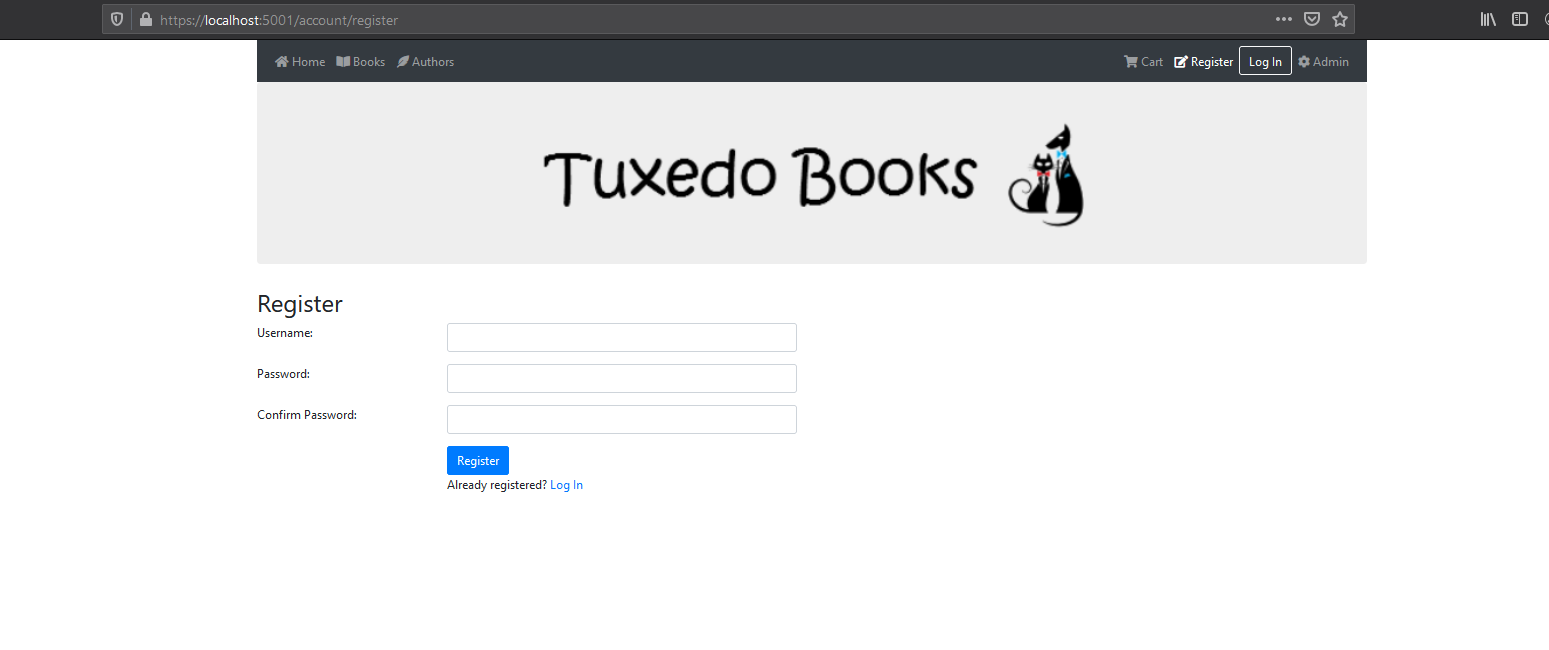 https://localhost:5001/account/register
Home Books Authors Cart Register Log In Admin
Tuxedo Books
Register
Username:
Password:
Confirm Password:
Register
Already registered? Log In